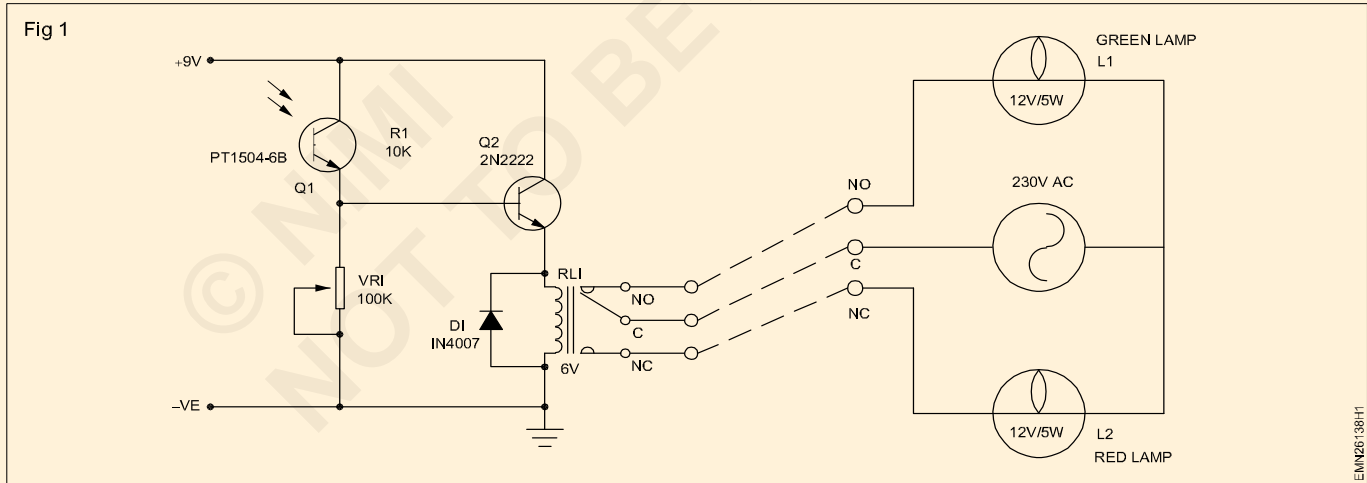 Fig 1
+9V
PT1504-6B
Q1
R1
10K
Q2
2N2222
VRI
100K
DI
IN4007
RLI
NO
C
NC
6V
–VE
NO
C
NC
GREEN LAMP
L1
12V/5W
230V AC
12V/5W
L2
RED LAMP
EMN26138H1
© NIMI
NOT TO BE